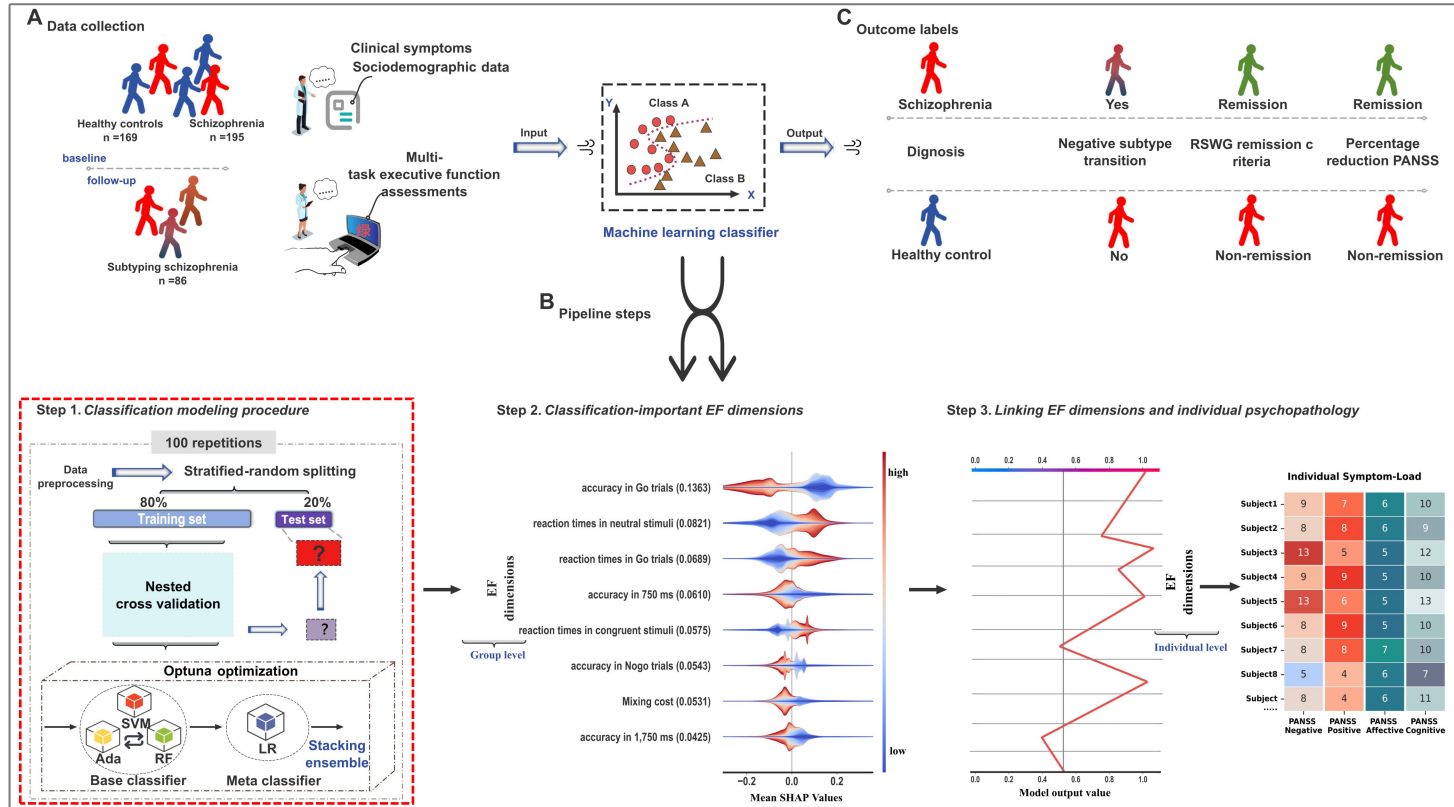 A
Data collection
Healthy controls
n =169
Schizophrenia
n =195
baseline
follow-up
Subtyping schizophrenia
n =86
.....
Clinical symptoms
Sociodemographic data
.....
Multi-
task executive function
assessments
Input
Y
Class A
Class B
X
Machine learning classifier
Output
C
Outcome labels
Schizophrenia
Yes
Remission
Remission
Dignosis
Negative subtype
transition
RSWG remission c
riteria
Percentage
reduction PANSS
Healthy control
No
Non-remission
Non-remission
B
Pipeline steps
Step 1. Classification modeling procedure
100 repetitions
Data
preprocessing
Stratified-random splitting
80%
20%
Training set
Test set
?
Nested
cross validation
?
Optuna optimization
SVM
Ada
RF
Base classifier
LR
Meta classifier
Stacking
ensemble
Step 2. Classification-important EF dimensions
EF
dimensions
Group level
accuracy in Go trials (0.1363)
reaction times in neutral stimuli (0.0821)
reaction times in Go trials (0.0689)
accuracy in 750 ms (0.0610)
reaction times in congruent stimuli (0.0575)
accuracy in Nogo trials (0.0543)
Mixing cost (0.0531)
accuracy in 1,750 ms (0.0425)
−0.2 0.0 0.2
Mean SHAP Values
high
low
Step 3. Linking EF dimensions and individual psychopathology
0.0 0.2 0.4 0.6 0.8 1.0
0.0 0.2 0.4 0.6 0.8 1.0
Model output value
EF
dimensions
Individual level
Individual Symptom-Load
Subject1 9 7 6 10
Subject2 8 8 6 9
Subject3 13 5 5 12
Subject4 9 9 5 10
Subject5 13 6 5 13
Subject6 8 9 5 10
Subject7 8 8 7 10
Subject8 5 4 6 7
Subject 8 4 6 11
.....
PANSS
Negative
PANSS
Positive
PANSS
Affective
PANSS
Cognitive